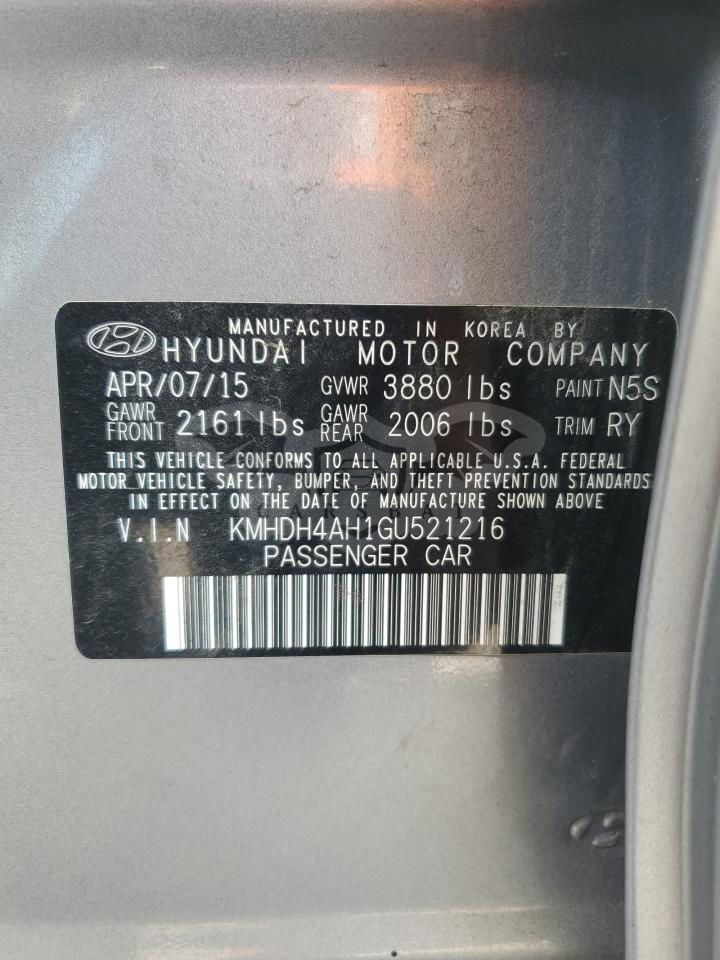 MANUFACTURED IN KOREA BY
HYUNDAI MOTOR COMPANY
APR/07/15 GVWR 3880 lbs PAINT N5S
GAWR FRONT 2161 lbs GAWR REAR 2006 lbs TRIM RY
THIS VEHICLE CONFORMS TO ALL APPLICABLE U.S.A. FEDERAL
MOTOR VEHICLE SAFETY, BUMPER, AND THEFT PREVENTION STANDARDS
IN EFFECT ON THE DATE OF MANUFACTURE SHOWN ABOVE
V.I.N KMHDH4AH1GU521216
PASSENGER CAR